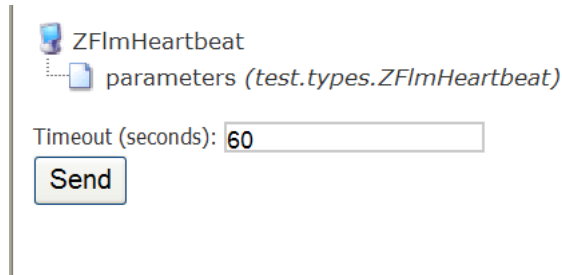 ZFlmHeartbeat
parameters (test.types.ZFlmHeartbeat)
Timeout (seconds): 60
Send